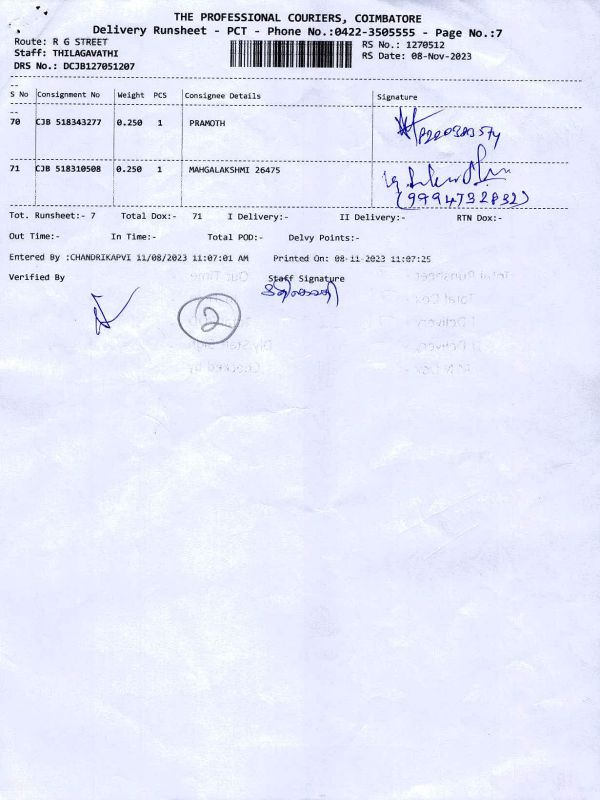 THE PROFESSIONAL COURIERS, COIMBATORE
Delivery Runsheet - PCT - Phone No.:0422-3505555 - Page No.:7
Route: R G STREET RS No.: 1270512
Staff: THILAGAVATHI RS Date: 08-Nov-2023
DRS No.: DCJB127051207
S No Consignment No Weight PCS Consignee Details Signature
70 CJB 518343277 0.250 1 PRAMOTH
71 CJB 518310508 0.250 1 MAHGALAKSHMI 26475
(9994732832)
Tot. Runsheet:- 7 Total Dox:- 71 I Delivery:- II Delivery:- RTN Dox:-
Out Time:- In Time:- Total POD:- Delvy Points:-
Entered By :CHANDRIKAPVI 11/08/2023 11:07:01 AM Printed On: 08-11-2023 11:07:25
Verified By Staff Signature
2